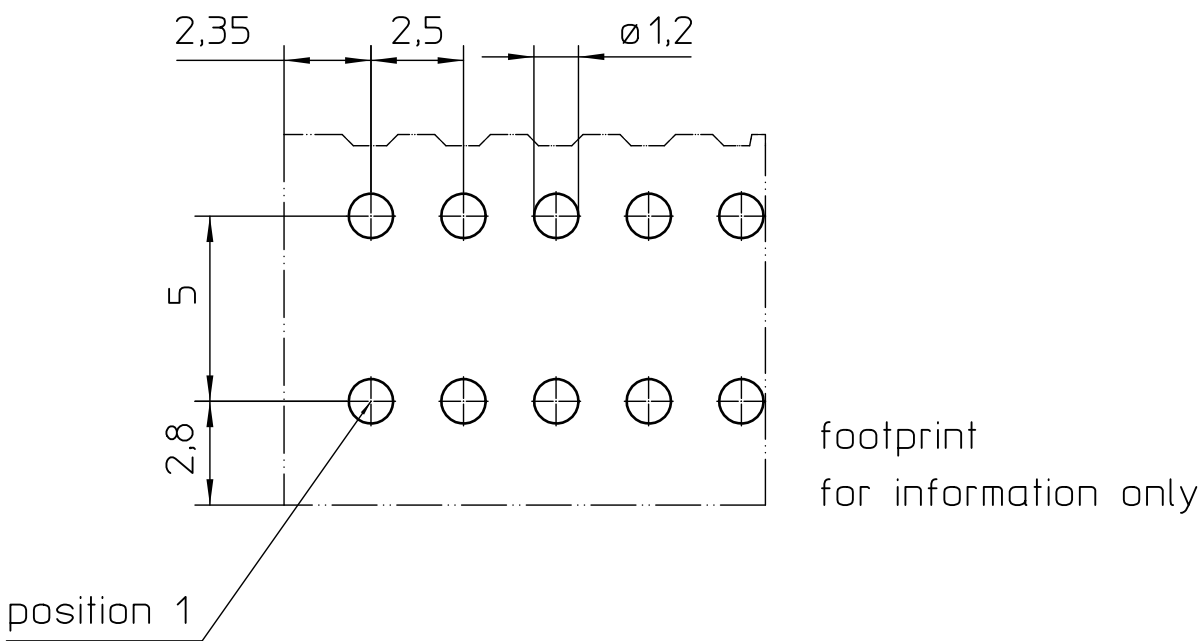 2,35
2,5
ø1,2
5
2,8
footprint
for information only
position 1